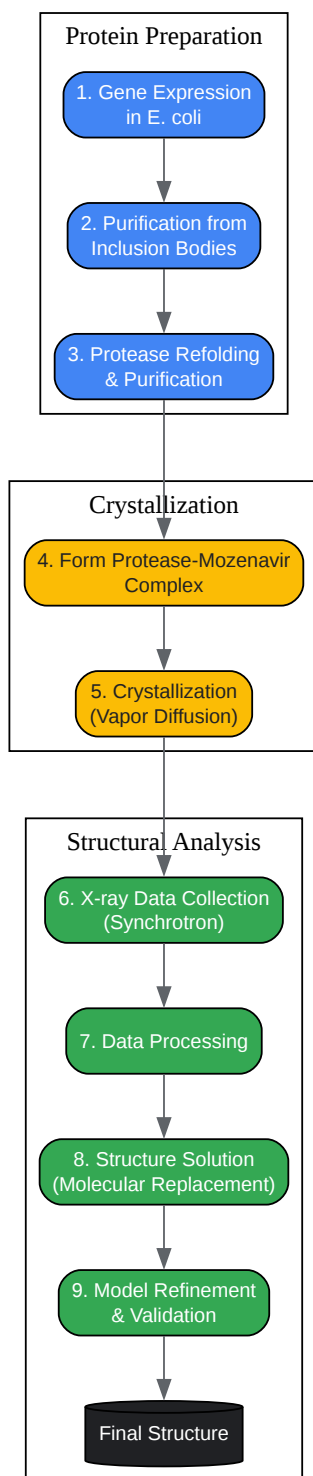 Protein Preparation
1. Gene Expression
in E. coli
2. Purification from
Inclusion Bodies
3. Protease Refolding
& Purification
Crystallization
4. Form Protease-Mozenavir
Complex
5. Crystallization
(Vapor Diffusion)
Structural Analysis
6. X-ray Data Collection
(Synchrotron)
7. Data Processing
8. Structure Solution
(Molecular Replacement)
9. Model Refinement
& Validation
Final Structure